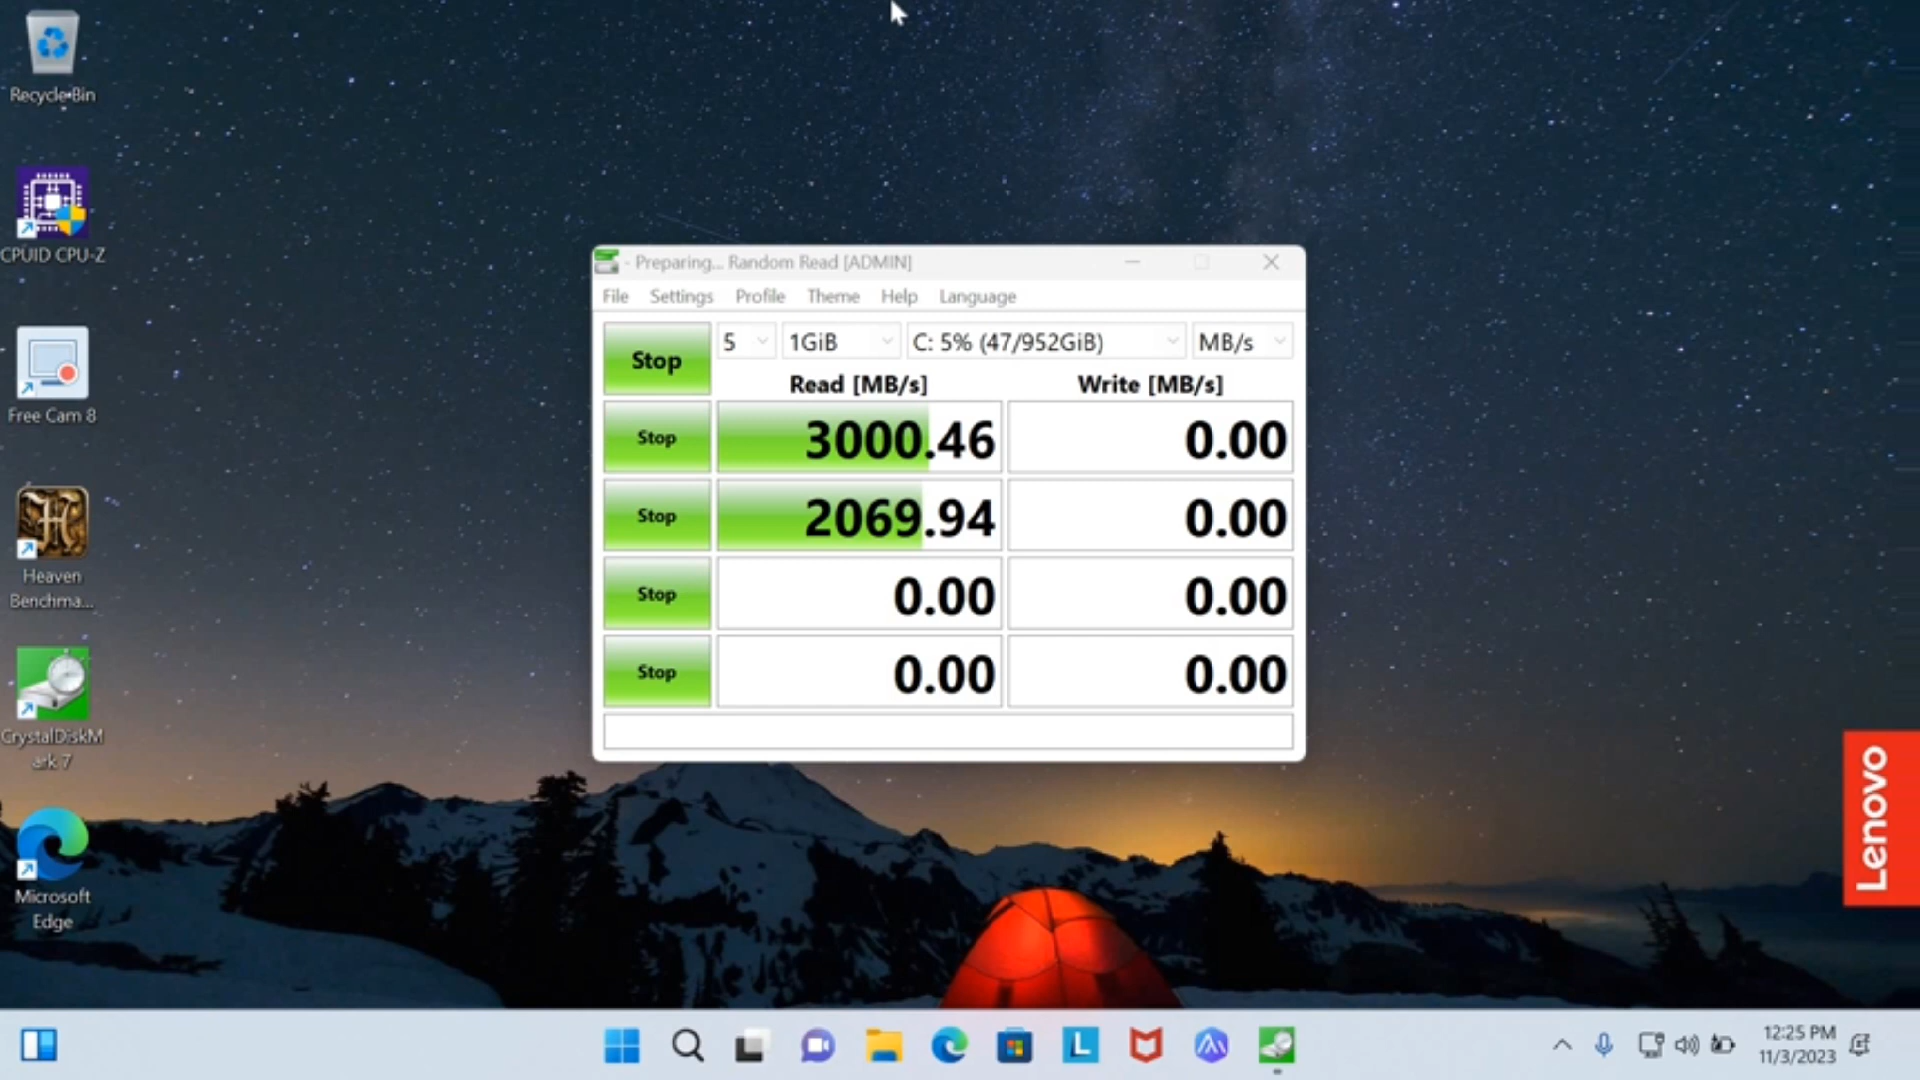 Recycle Bin
CPUID CPU-Z
Free Cam 8
Heaven
Benchma...
CrystalDiskM
ark 7
Microsoft
Edge
- Preparing... Random Read [ADMIN]
File Settings Profile Theme Help Language
Stop 5 1GiB C: 5% (47/952GiB) MB/s
Read [MB/s] Write [MB/s]
Stop 3000.46 0.00
Stop 2069.94 0.00
Stop 0.00 0.00
Stop 0.00 0.00
Lenovo
12:25 PM
11/3/2023